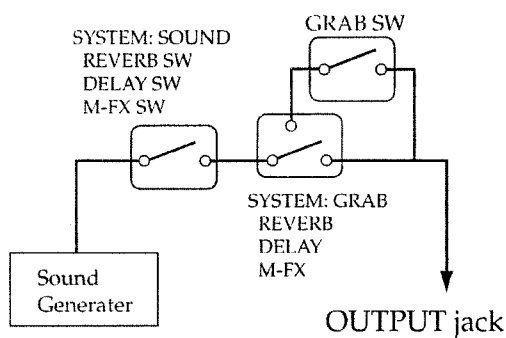 GRAB SW
SYSTEM: SOUND
REVERB SW
DELAY SW
M-FX SW
SYSTEM: GRAB
REVERB
DELAY
M-FX
Sound
Generater
OUTPUT jack